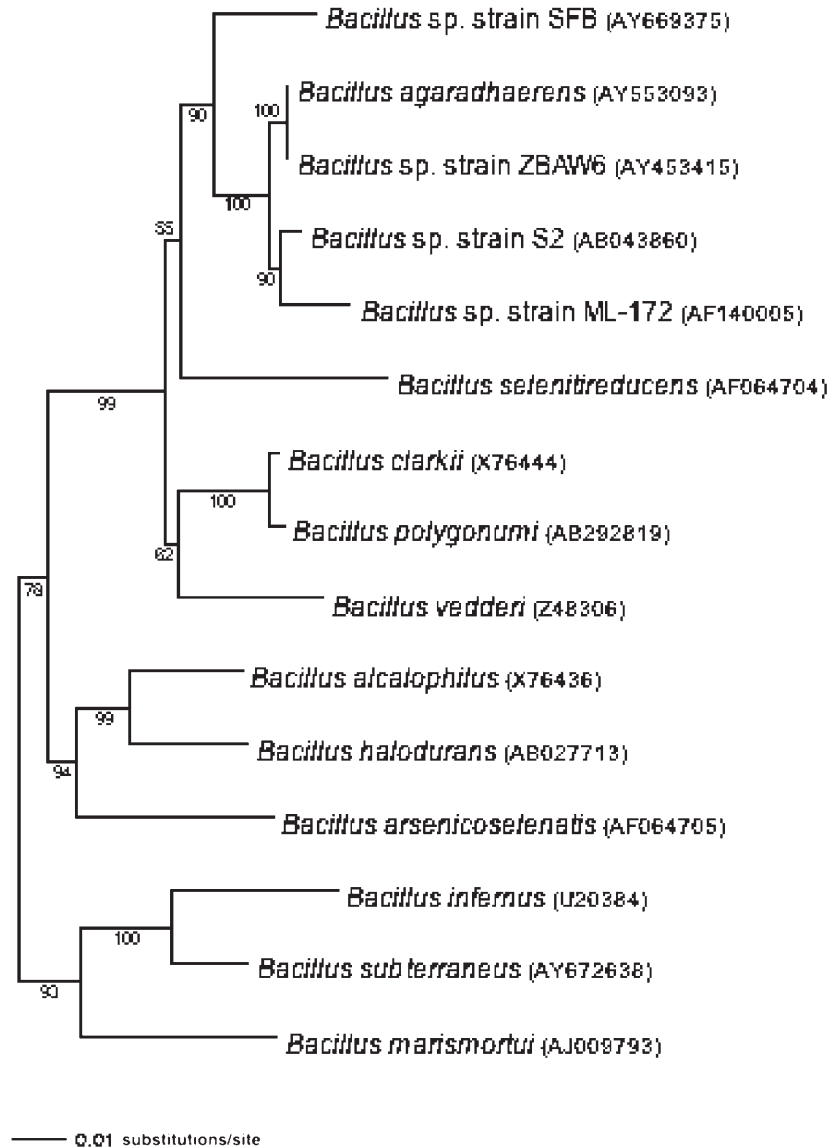 Bacillus sp. strain SFB (AY669375)
90
Bacillus agaradhaerens (AY553093)
100
Bacillus sp. strain ZBAW6 (AY453415)
100
Bacillus sp. strain S2 (AB043860)
90
Bacillus sp. strain ML-172 (AF140005)
Bacillus selenitireducens (AF064704)
99
Bacillus clarkii (X76444)
100
Bacillus polygonumi (AB292819)
62
Bacillus vedderi (Z48306)
78
Bacillus alcalophilus (X76436)
99
Bacillus halodurans (AB027713)
94
Bacillus arsenicoselenatis (AF064705)
Bacillus infernus (U20384)
100
Bacillus subterraneus (AY672638)
93
Bacillus marismortui (AJ009793)
0.01 substitutions/site